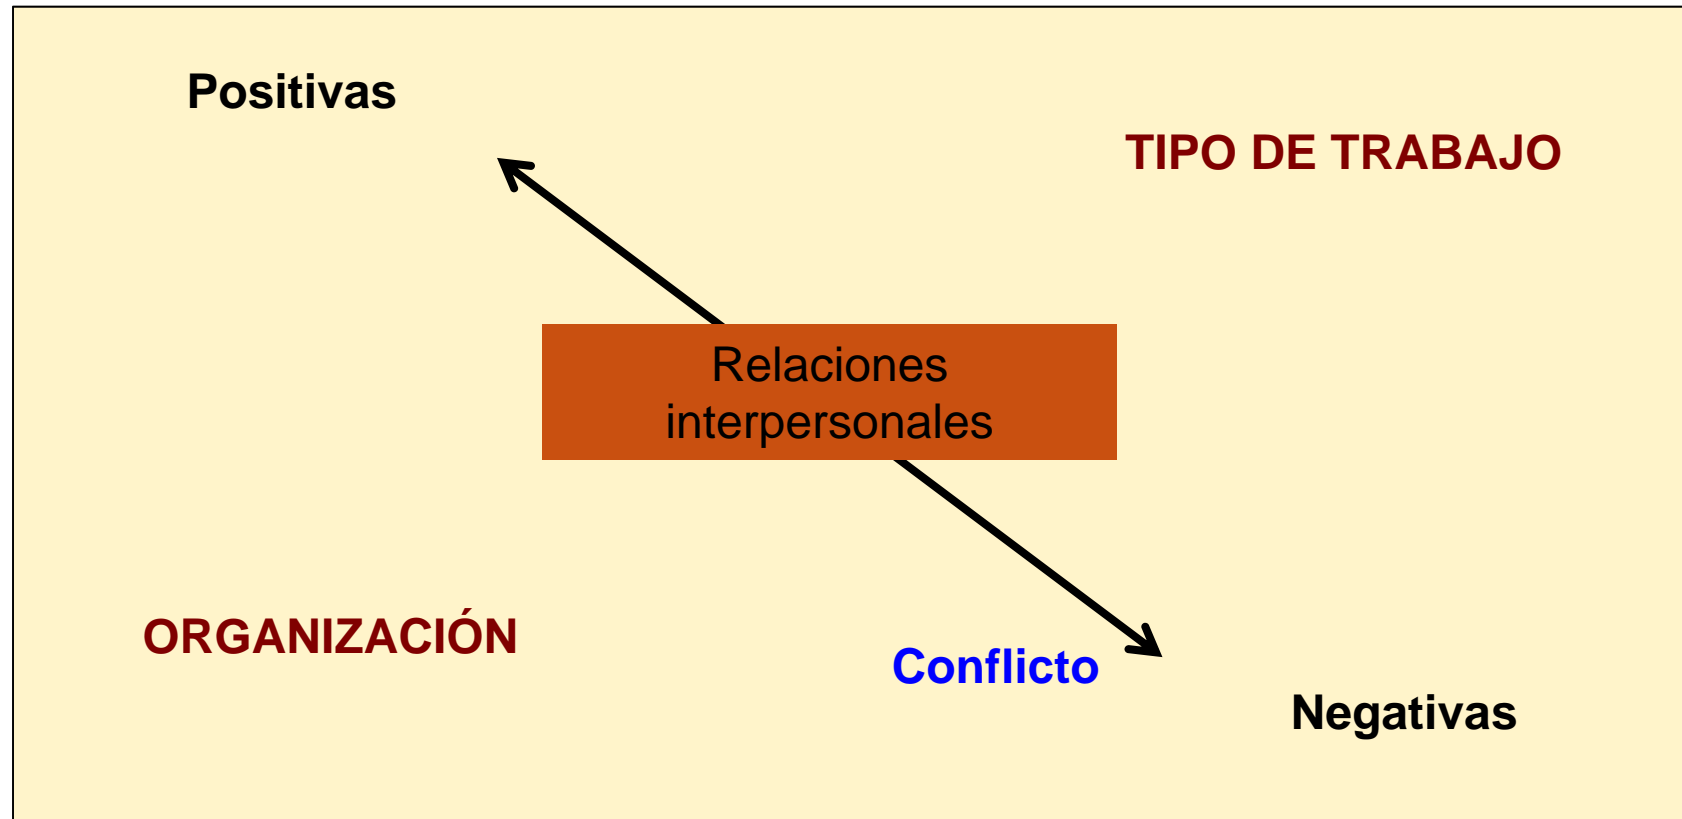 Positivas
TIPO DE TRABAJO
Relaciones
interpersonales
ORGANIZACIÓN
Conflicto
Negativas